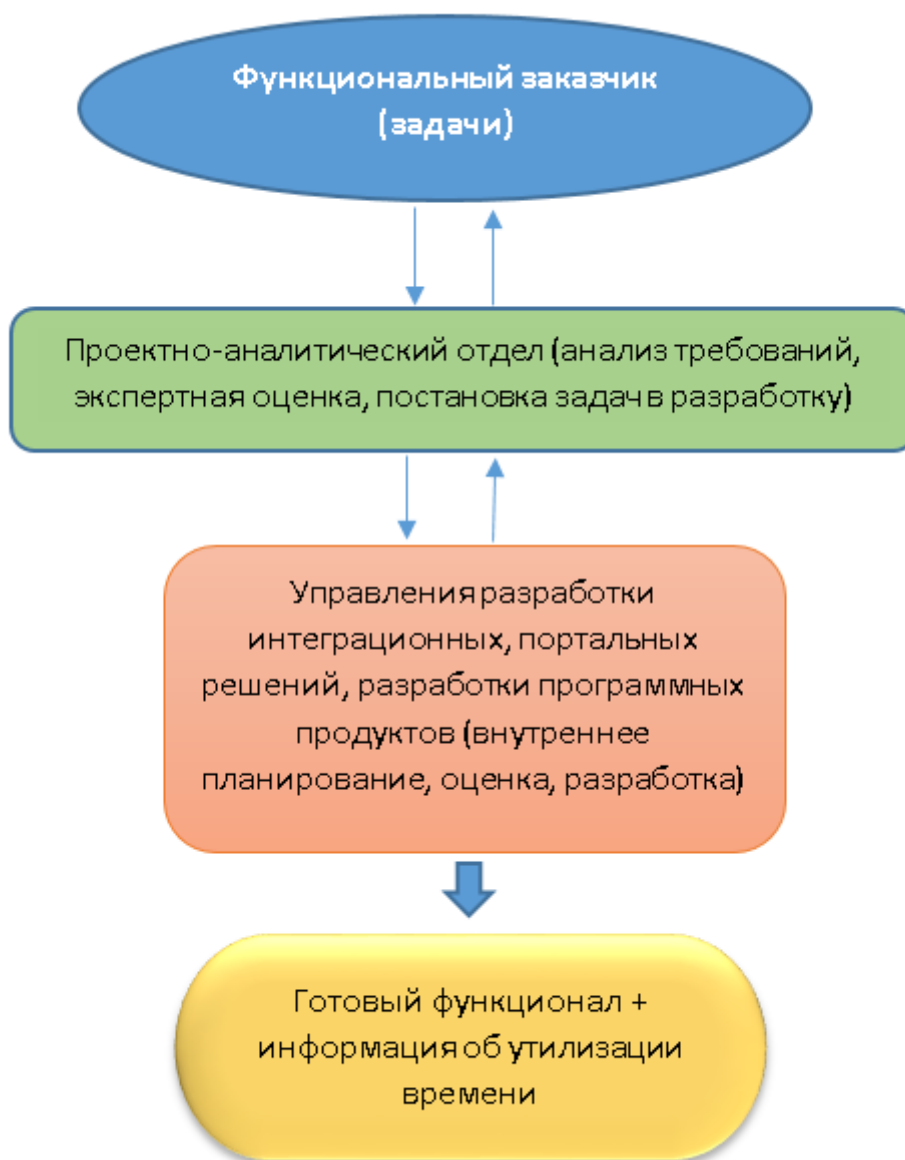 Функциональный заказчик
(задачи)
Проектно-аналитический отдел (анализ требований,
экспертная оценка, постановка задач в разработку)
Управления разработки
интеграционных, портальных
решений, разработки программных
продуктов (внутреннее
планирование, оценка, разработка)
Готовый функционал +
информация об утилизации
времени